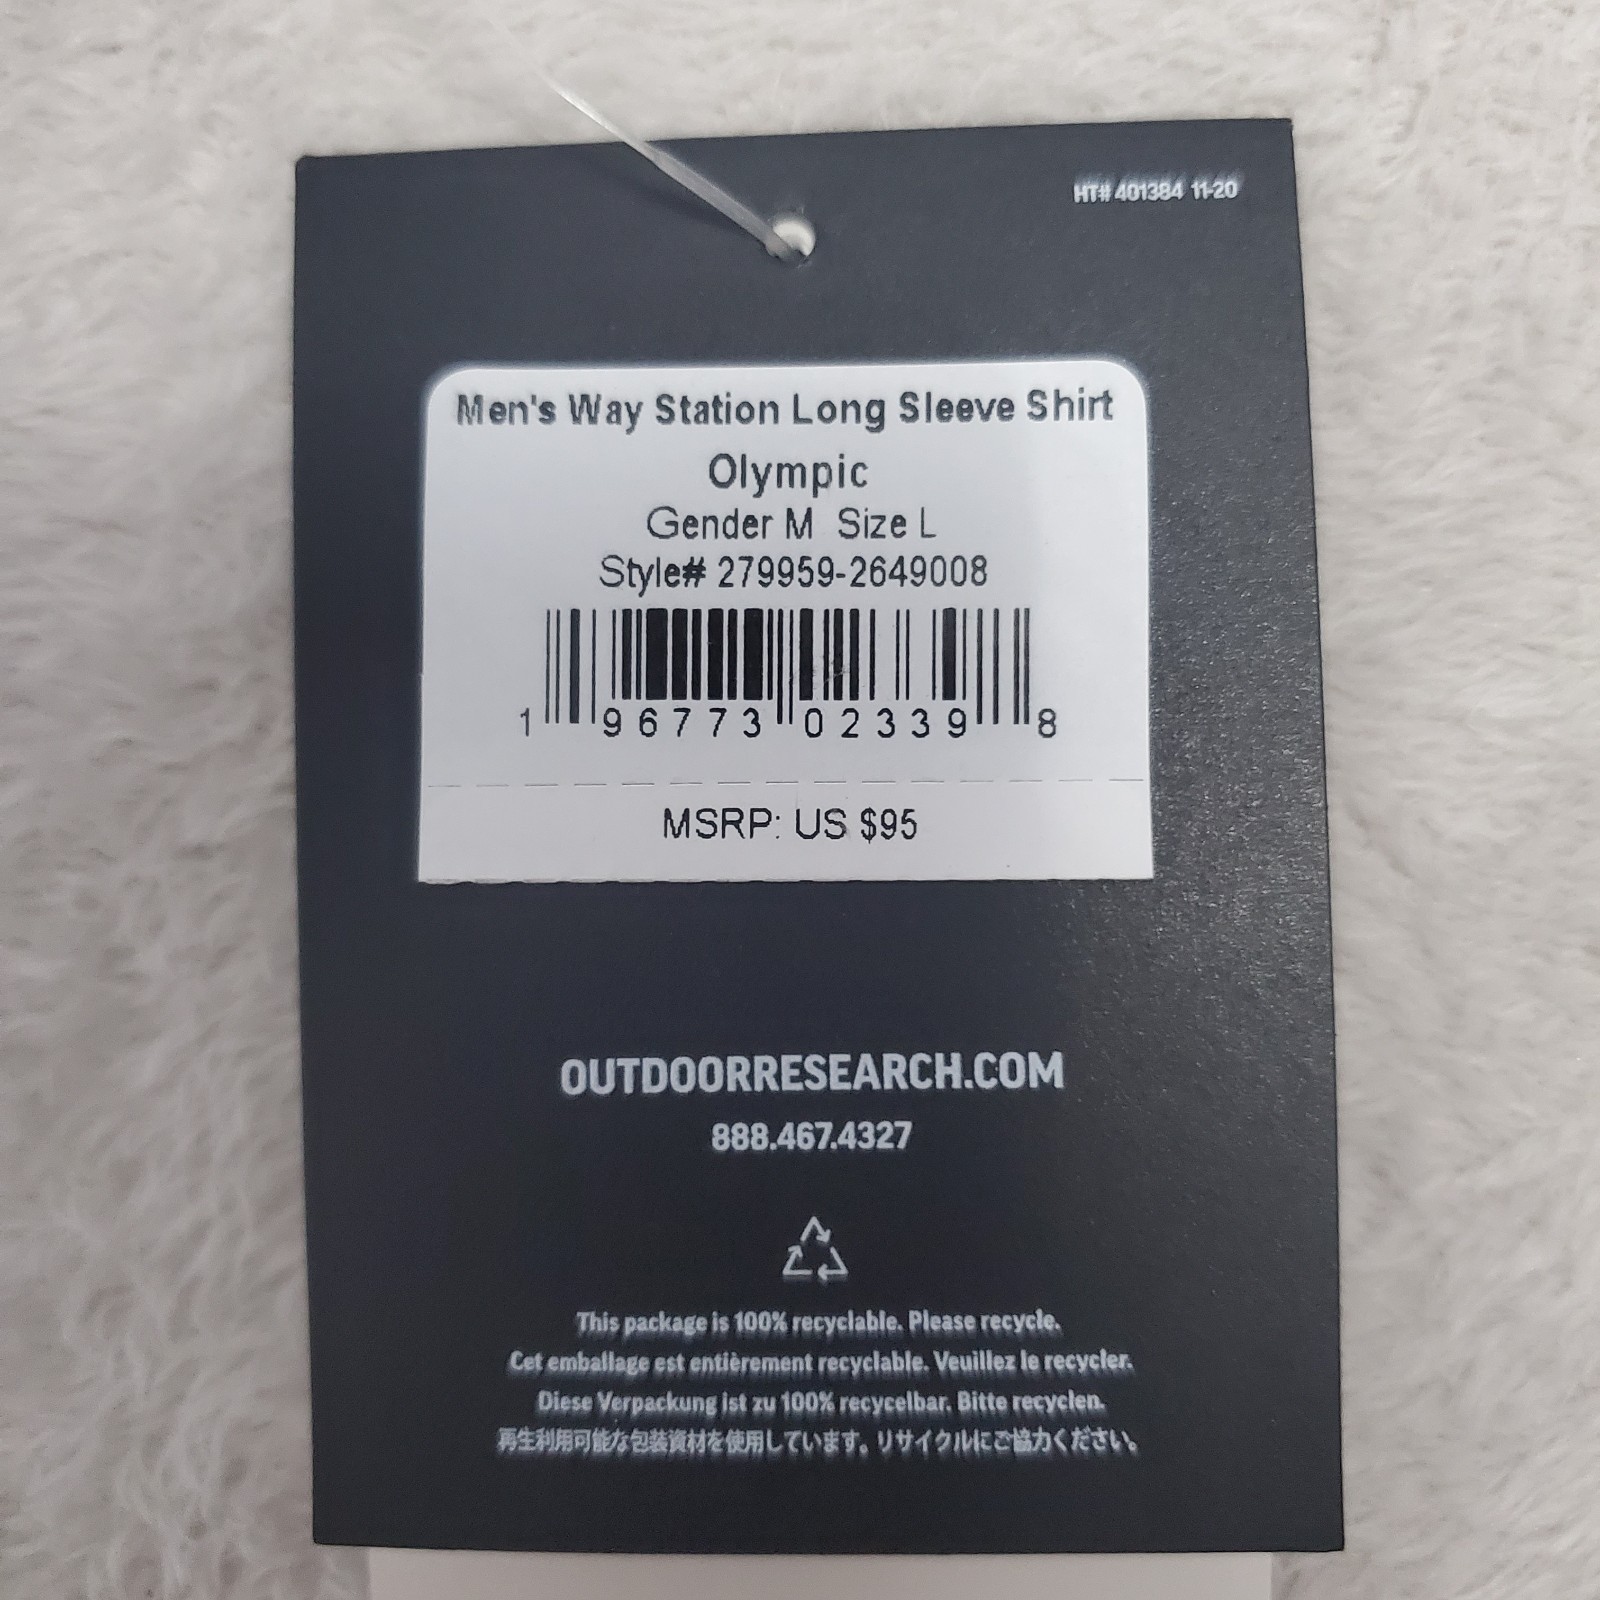 HT# 401384 11-20
Men's Way Station Long Sleeve Shirt
Olympic
Gender M Size L
Style# 279959-2649008
1 96773 02339 8
MSRP: US $95
OUTDOORRESEARCH.COM
888.467.4327
This package is 100% recyclable. Please recycle.
Cet emballage est entièrement recyclable. Veuillez le recycler.
Diese Verpackung ist zu 100% recycelbar. Bitte recyclen.
再生利用可能な包装資材を使用しています。リサイクルにご協力ください。